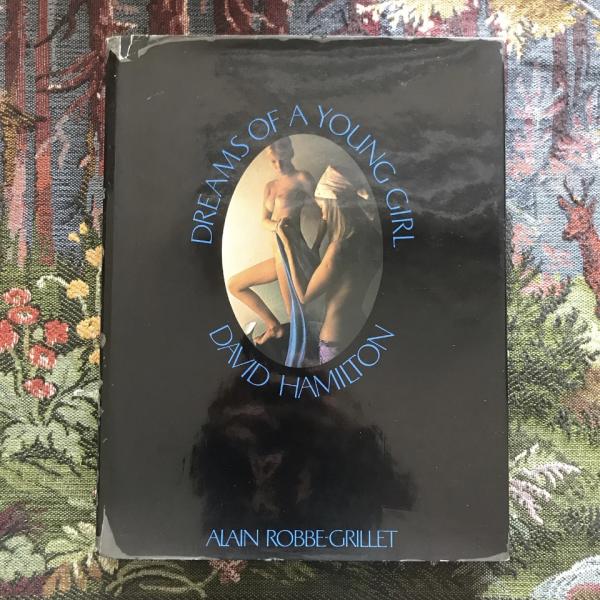 DREAMS OF A YOUNG GIRL
DAVID HAMILTON
ALAIN ROBBE-GRILLET